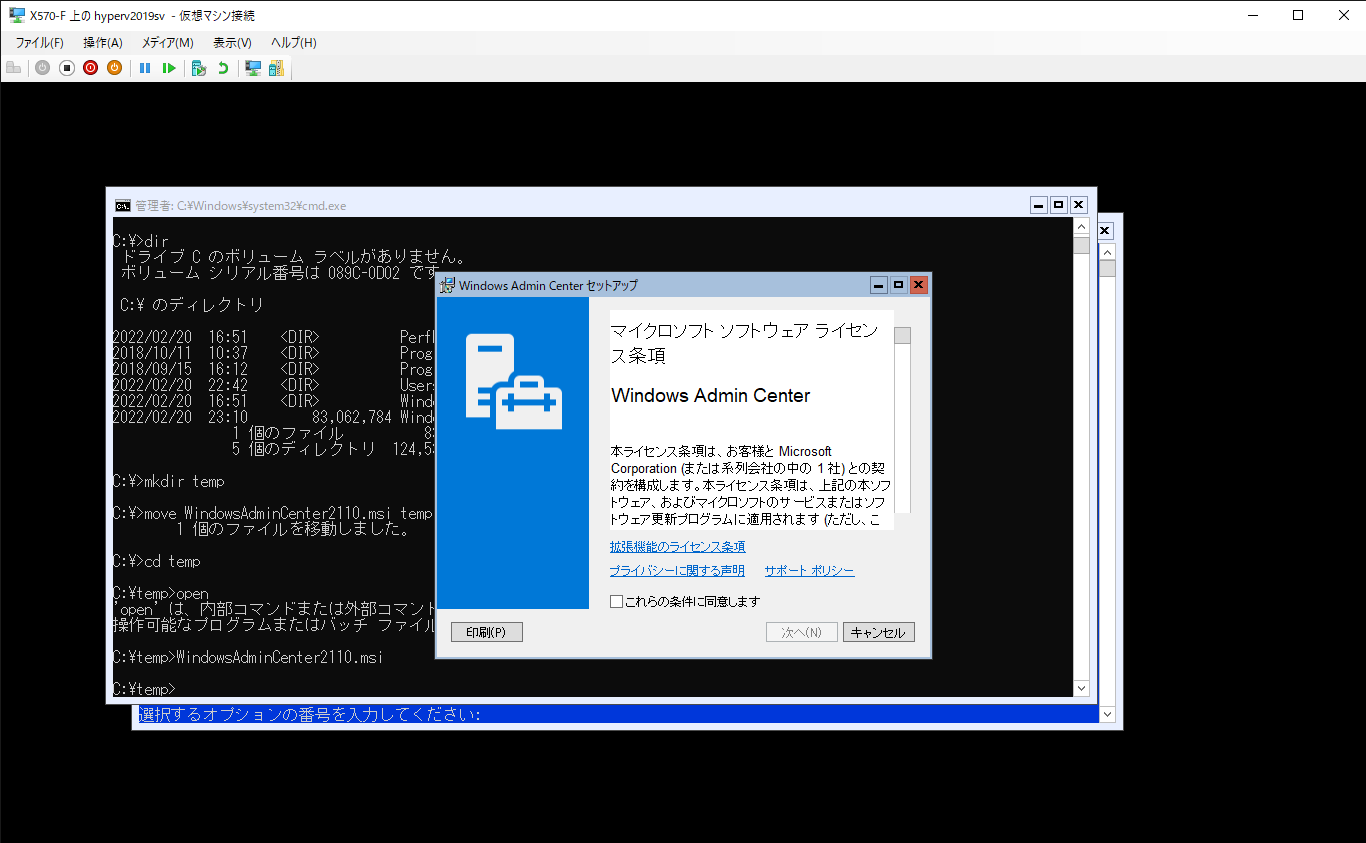 X570-F 上の hyperv2019sv - 仮想マシン接続
ファイル(F) 操作(A) メディア(M) 表示(V) ヘルプ(H)
管理者: C:¥Windows¥system32¥cmd.exe
C:¥>dir
ドライブ C のボリューム ラベルがありません。
ボリューム シリアル番号は 089C-0D02 です
C:¥ のディレクトリ
2022/02/20 16:51 <DIR> Perf
2018/10/11 10:37 <DIR> Prog
2018/09/15 16:12 <DIR> Prog
2022/02/20 22:42 <DIR> User
2022/02/20 16:51 <DIR> Wind
2022/02/20 23:10 83,062,784 Wind
1 個のファイル 83
5 個のディレクトリ 124,53
C:¥>mkdir temp
C:¥>move WindowsAdminCenter2110.msi temp
1 個のファイルを移動しました。
C:¥>cd temp
C:¥temp>open
'open' は、内部コマンドまたは外部コマンド
操作可能なプログラムまたはバッチ ファイル
C:¥temp>WindowsAdminCenter2110.msi
C:¥temp>
選択するオプションの番号を入力してください:
Windows Admin Center セットアップ
マイクロソフト ソフトウェア ライセン
ス条項
Windows Admin Center
本ライセンス条項は、お客様と Microsoft
Corporation (または系列会社の中の 1 社) との契
約を構成します。本ライセンス条項は、上記の本ソフ
トウェア、およびマイクロソフトのサービスまたはソフ
トウェア更新プログラムに適用されます (ただし、こ
拡張機能のライセンス条項
プライバシーに関する声明 サポート ポリシー
これらの条件に同意します
印刷(P) 次へ(N) キャンセル